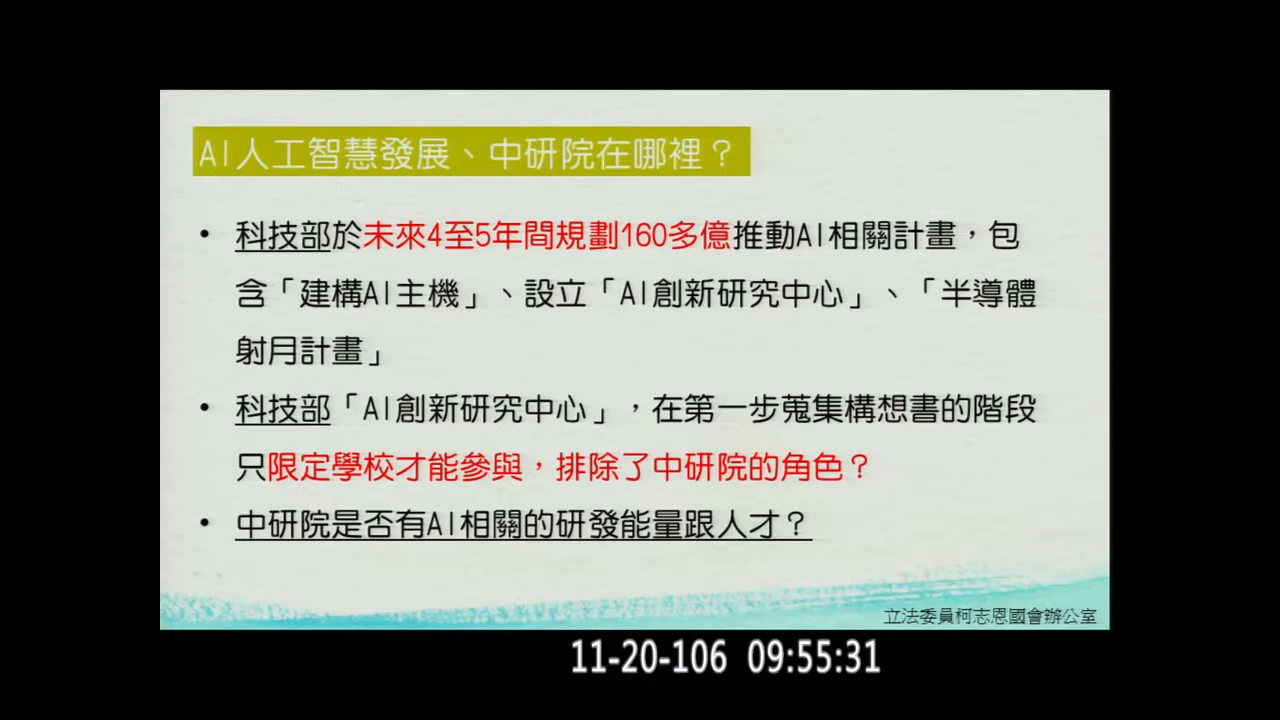 AI人工智慧發展、中研院在哪裡？
• 科技部於未來4至5年間規劃160多億推動AI相關計畫，包
含「建構AI主機」、設立「AI創新研究中心」、「半導體
射月計畫」
• 科技部「AI創新研究中心」，在第一步蒐集構想書的階段
只限定學校才能參與，排除了中研院的角色？
• 中研院是否有AI相關的研發能量跟人才？
立法委員柯志恩國會辦公室
11-20-106 09:55:31